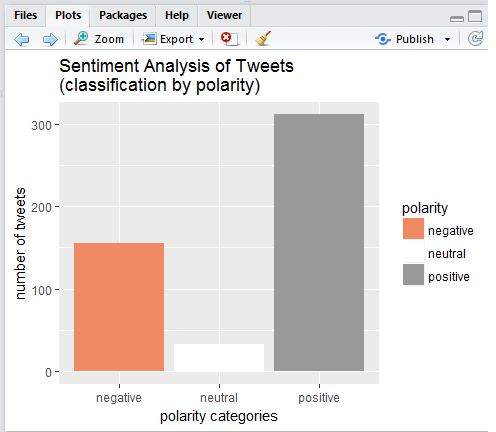 Files Plots Packages Help Viewer
Zoom Export Publish
Sentiment Analysis of Tweets
(classification by polarity)
number of tweets
300
200
100
0
negative neutral positive
polarity categories
polarity
negative
neutral
positive